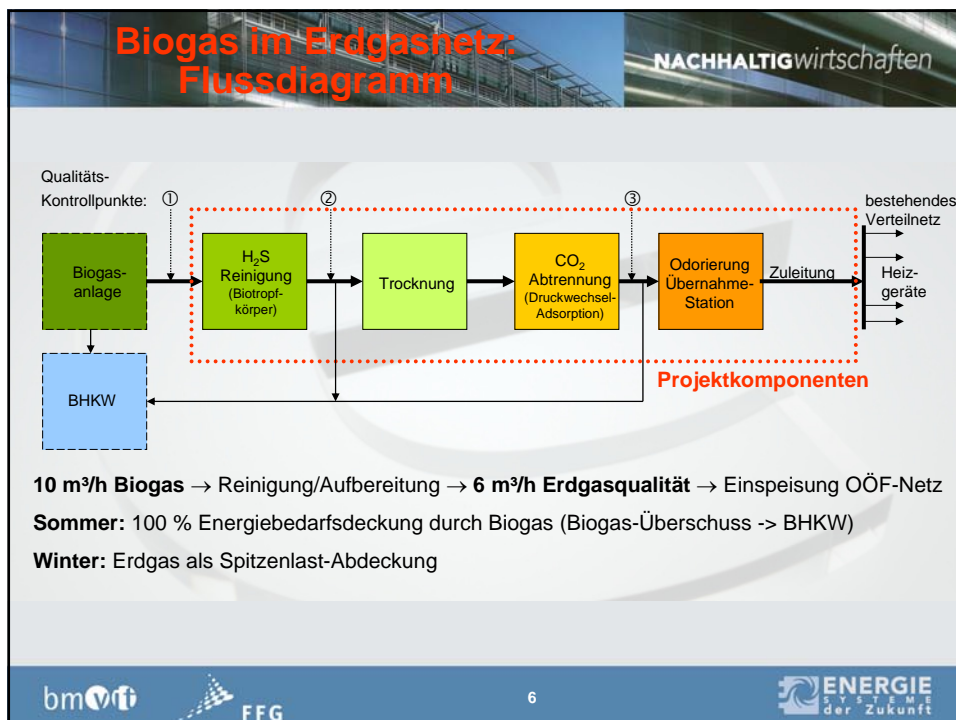 Biogas im Erdgasnetz:
Flussdiagramm
NACHHALTIGwirtschaften
Qualitäts-
Kontrollpunkte:
①
②
③
bestehendes
Verteilnetz
Biogas-
anlage
H₂S
Reinigung
(Biotropf-
körper)
Trocknung
CO₂
Abtrennung
(Druckwechsel-
Adsorption)
Odorierung
Übernahme-
Station
Zuleitung
Heiz-
geräte
Projektkomponenten
BHKW
10 m³/h Biogas → Reinigung/Aufbereitung → 6 m³/h Erdgasqualität → Einspeisung OÖF-Netz
Sommer: 100 % Energiebedarfsdeckung durch Biogas (Biogas-Überschuss -> BHKW)
Winter: Erdgas als Spitzenlast-Abdeckung
bmvit
FFG
6
ENERGIE
SYSTEME
der Zukunft